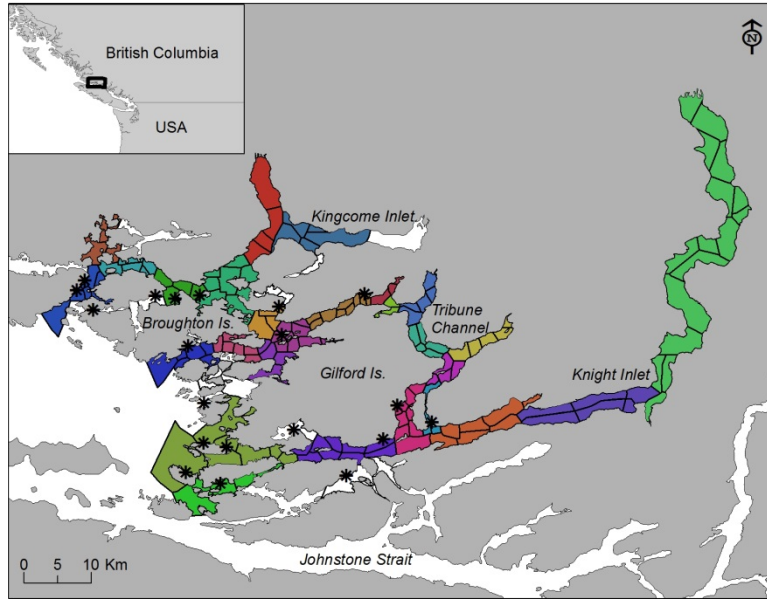 British Columbia
USA
N
Kingcome Inlet
Broughton Is.
Tribune
Channel
Gilford Is.
Knight Inlet
Johnstone Strait
0 5 10 Km